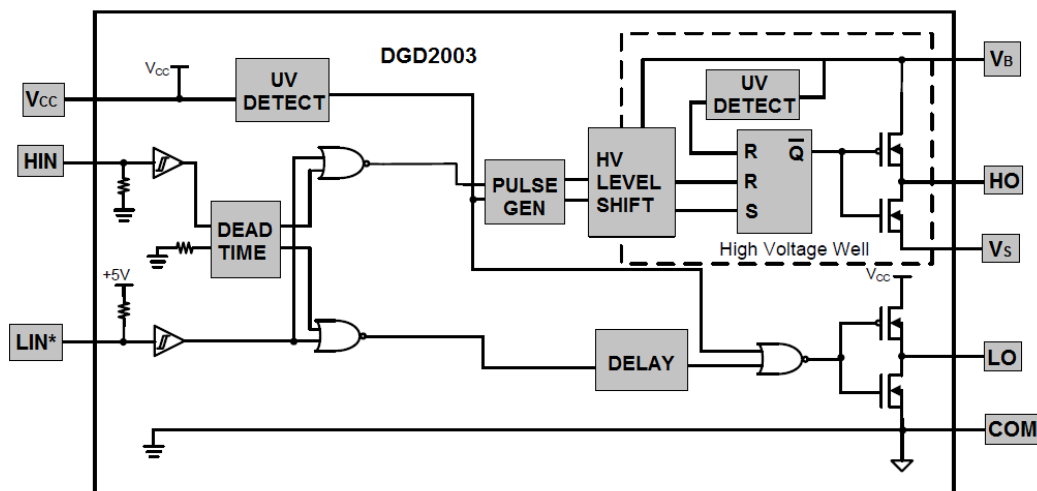 DGD2003
VCC
VCC
UV
DETECT
VB
UV
DETECT
HIN
HV
LEVEL
SHIFT
R
Q
R
S
PULSE
GEN
HO
DEAD
TIME
High Voltage Well
VS
+5V
VCC
LIN*
DELAY
LO
COM